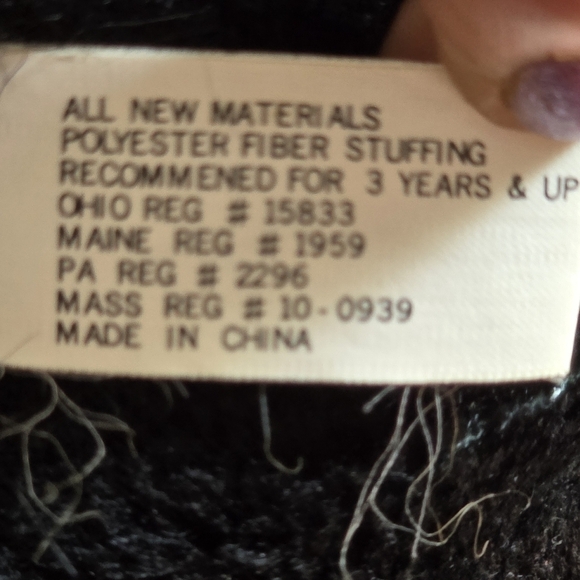 ALL NEW MATERIALS
POLYESTER FIBER STUFFING
RECOMMENED FOR 3 YEARS & UP
OHIO REG # 15833
MAINE REG # 1959
PA REG # 2296
MASS REG # 10-0939
MADE IN CHINA